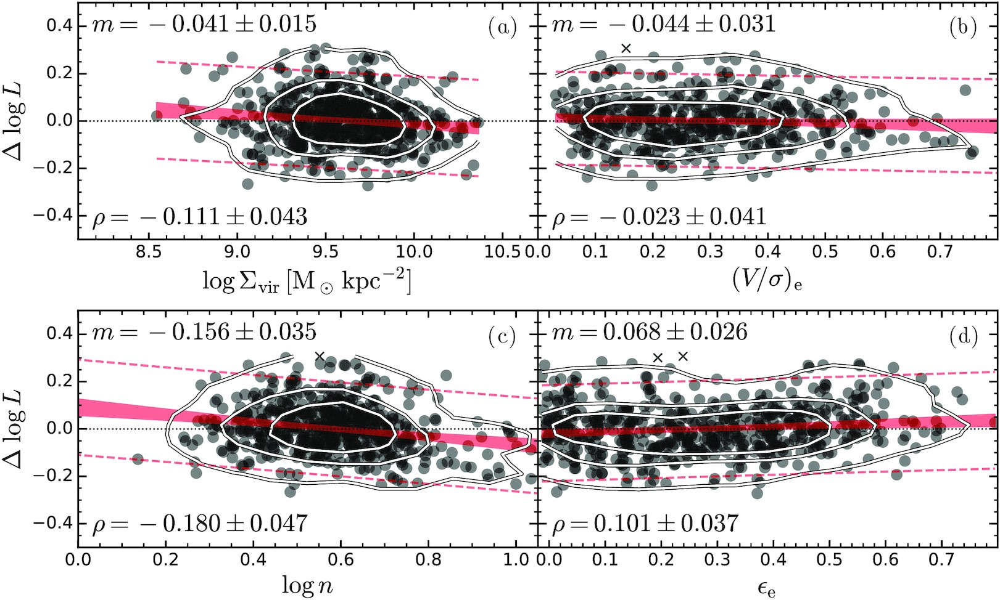 m = − 0.041 ± 0.015 (a)
m = − 0.044 ± 0.031 (b)
0.4
0.2
0.0
−0.2
−0.4
Δ log L
ρ = − 0.111 ± 0.043
ρ = − 0.023 ± 0.041
8.5 9.0 9.5 10.0 10.5
0.0 0.1 0.2 0.3 0.4 0.5 0.6 0.7
log Σvir [M⊙ kpc−2]
(V/σ)e
m = − 0.156 ± 0.035 (c)
m = 0.068 ± 0.026 (d)
0.4
0.2
0.0
−0.2
−0.4
Δ log L
ρ = − 0.180 ± 0.047
ρ = 0.101 ± 0.037
0.0 0.2 0.4 0.6 0.8 1.0
0.0 0.1 0.2 0.3 0.4 0.5 0.6 0.7
log n
ϵe